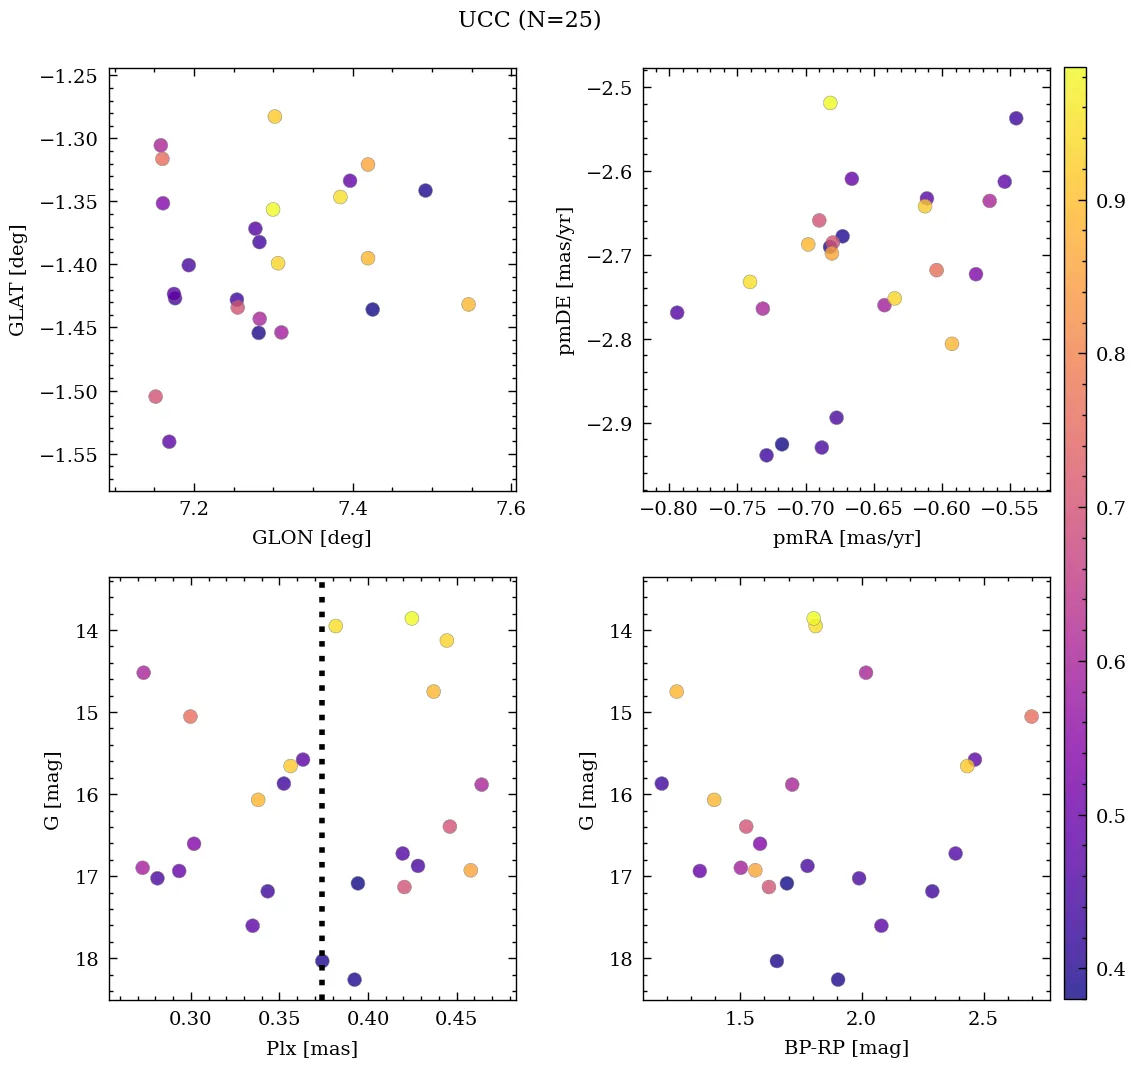 UCC (N=25)
−1.25
−1.30
−1.35
−1.40
−1.45
−1.50
−1.55
GLAT [deg]
7.2 7.4 7.6
GLON [deg]
−2.5
−2.6
−2.7
−2.8
−2.9
pmDE [mas/yr]
−0.80 −0.75 −0.70 −0.65 −0.60 −0.55
pmRA [mas/yr]
0.9
0.8
0.7
0.6
0.5
0.4
14
15
16
17
18
G [mag]
0.30 0.35 0.40 0.45
Plx [mas]
14
15
16
17
18
G [mag]
1.5 2.0 2.5
BP-RP [mag]